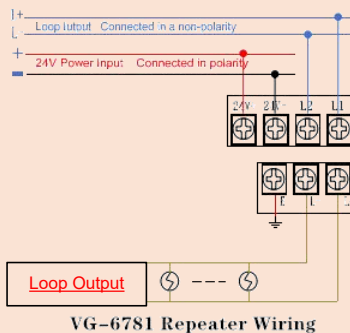 L+
Loop Iutput Connected in a non-polarity
L-
+
24V Power Input Connected in polarity
24V+ 24V- L2 L1
E L
Loop Output
VG-6781 Repeater Wiring